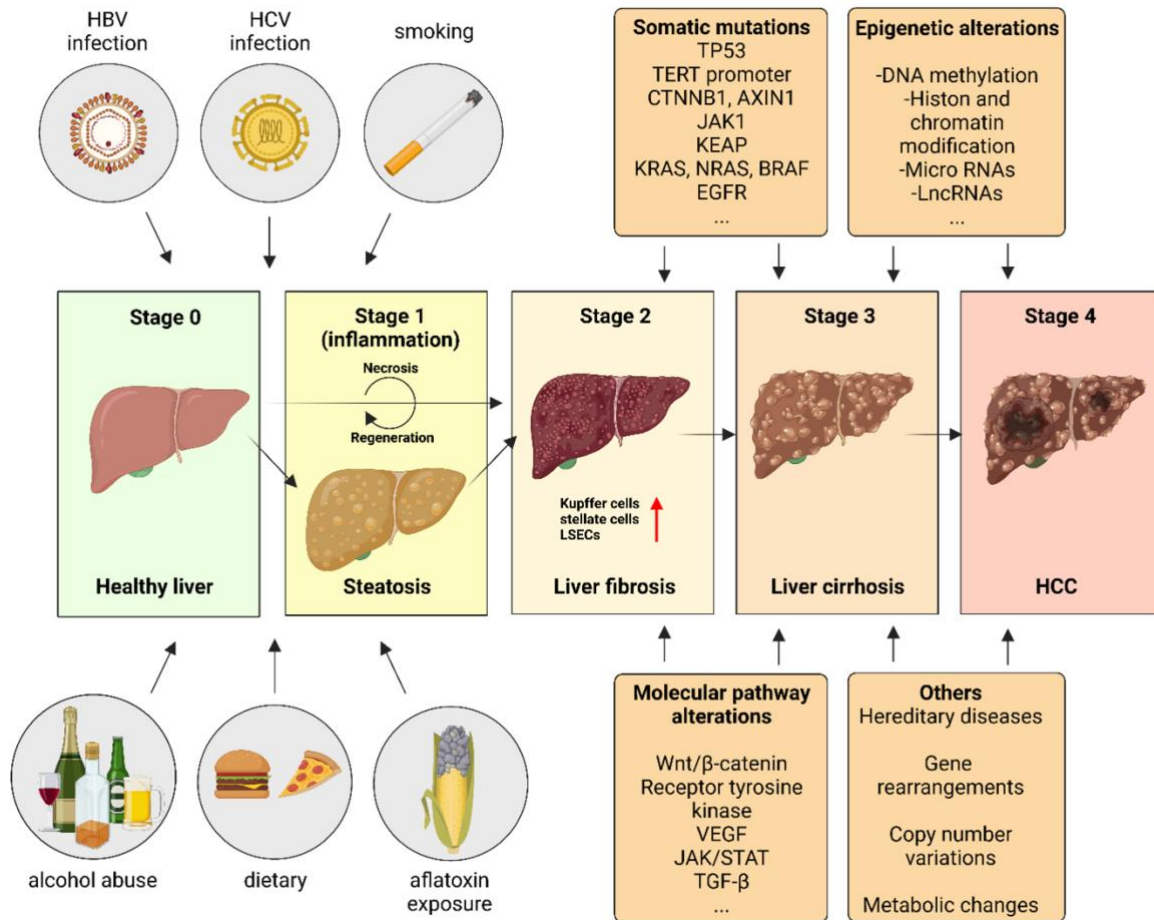 HBV
infection
HCV
infection
smoking
Somatic mutations
TP53
TERT promoter
CTNNB1, AXIN1
JAK1
KEAP
KRAS, NRAS, BRAF
EGFR
...
Epigenetic alterations
-DNA methylation
-Histon and
chromatin
modification
-Micro RNAs
-LncRNAs
...
Stage 0
Healthy liver
Stage 1
(inflammation)
Necrosis
Regeneration
Steatosis
Stage 2
Kupffer cells
stellate cells
LSECs
Liver fibrosis
Stage 3
Liver cirrhosis
Stage 4
HCC
alcohol abuse
dietary
aflatoxin
exposure
Molecular pathway
alterations
Wnt/β-catenin
Receptor tyrosine
kinase
VEGF
JAK/STAT
TGF-β
...
Others
Hereditary diseases
Gene
rearrangements
Copy number
variations
Metabolic changes